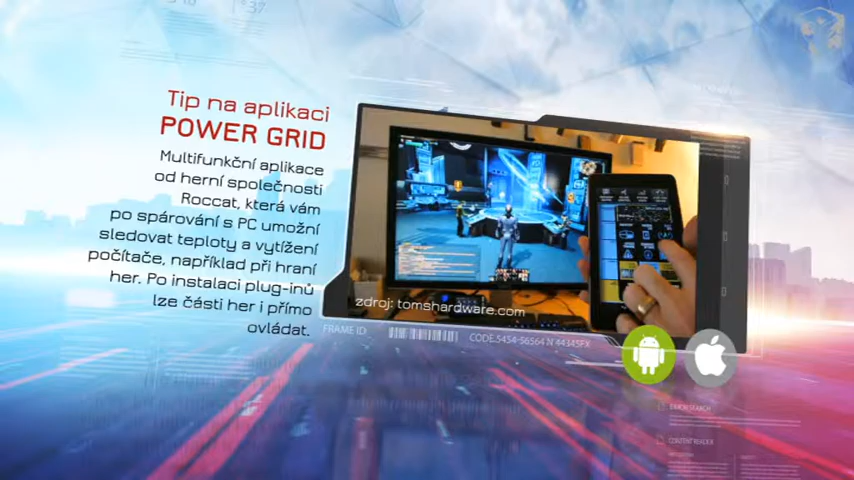 Tip na aplikaci
POWER GRID
Multifunkční aplikace
od herní společnosti
Roccat, která vám
po spárování s PC umožní
sledovat teploty a vytížení
počítače, například při hraní
her. Po instalaci plug-inů
lze části her i přímo
ovládat.
zdroj: tomshardware.com
FRAME ID
CODE.5454-56564 N 44345FX
CONTENT READER